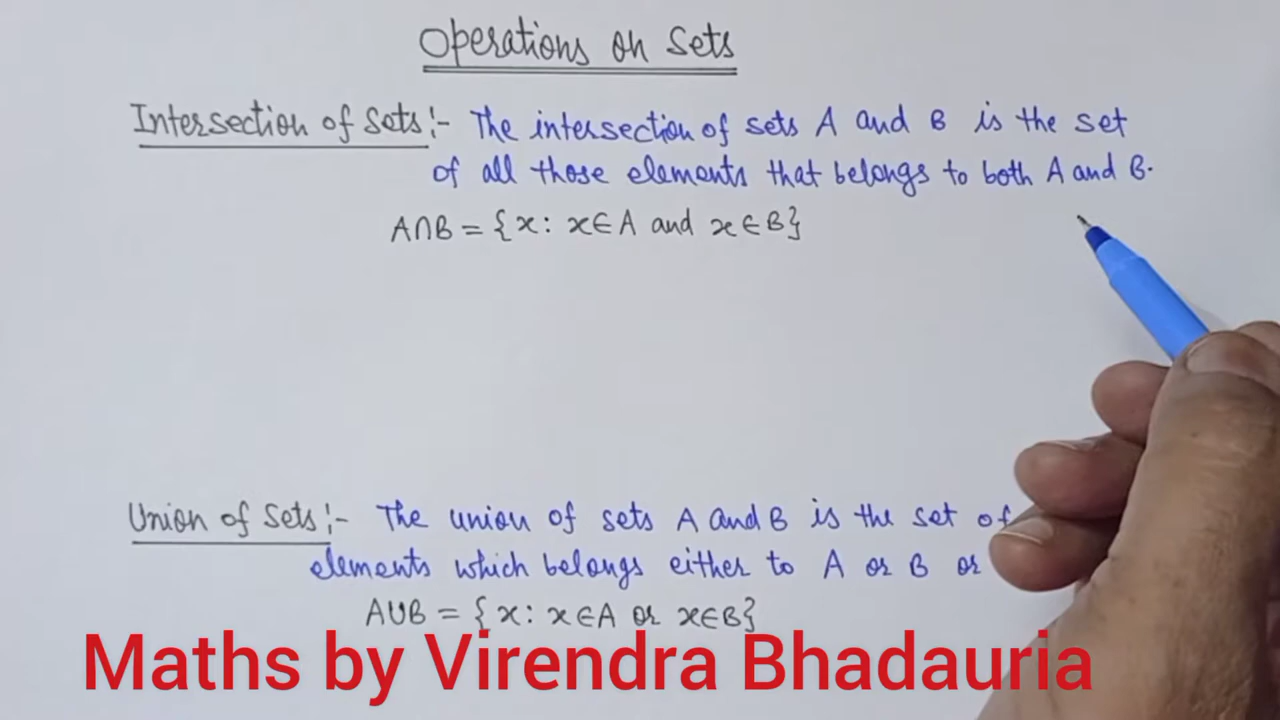 Operations on Sets
Intersection of Sets:- The intersection of sets A and B is the set
of all those elements that belongs to both A and B.
A∩B = {x: x∈A and x∈B}
Union of Sets:- The union of sets A and B is the set of
elements which belongs either to A or B or
A∪B = {x: x∈A or x∈B}
Maths by Virendra Bhadauria